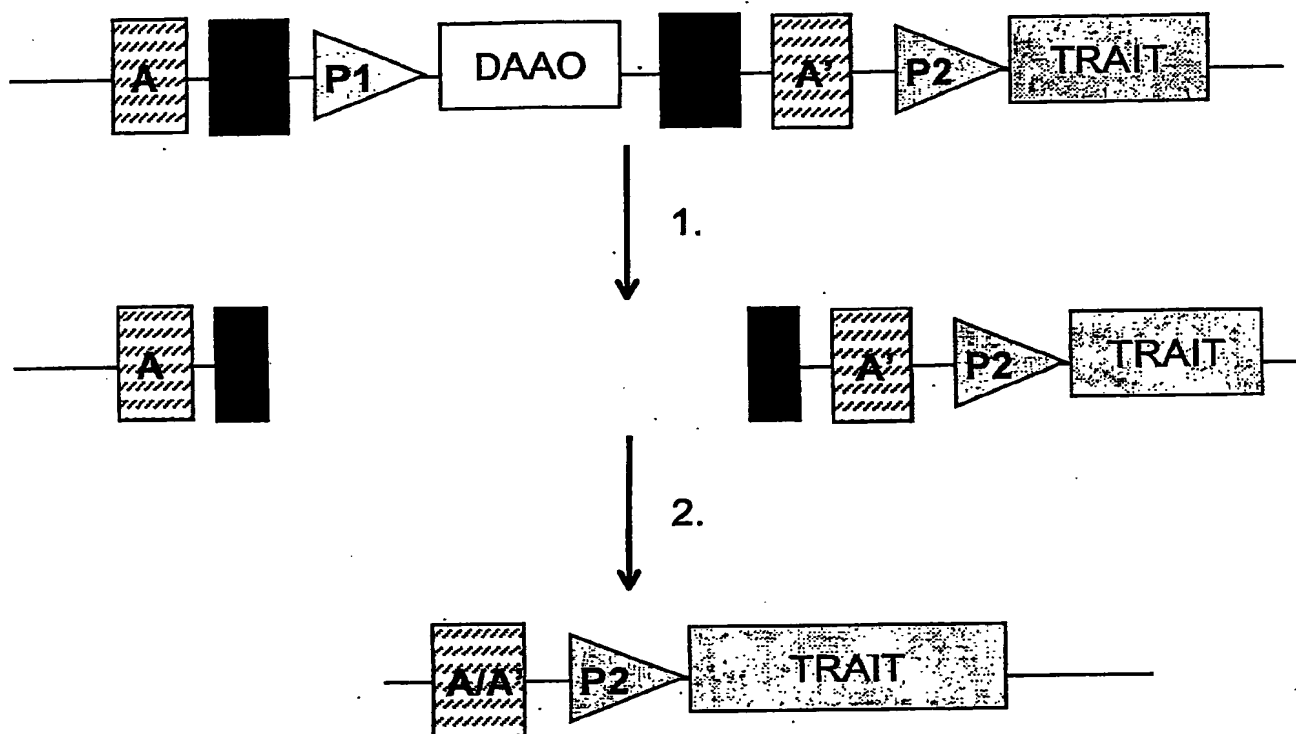 A P1 DAAO A' P2 TRAIT
1.
A A' P2 TRAIT
2.
A/A' P2 TRAIT